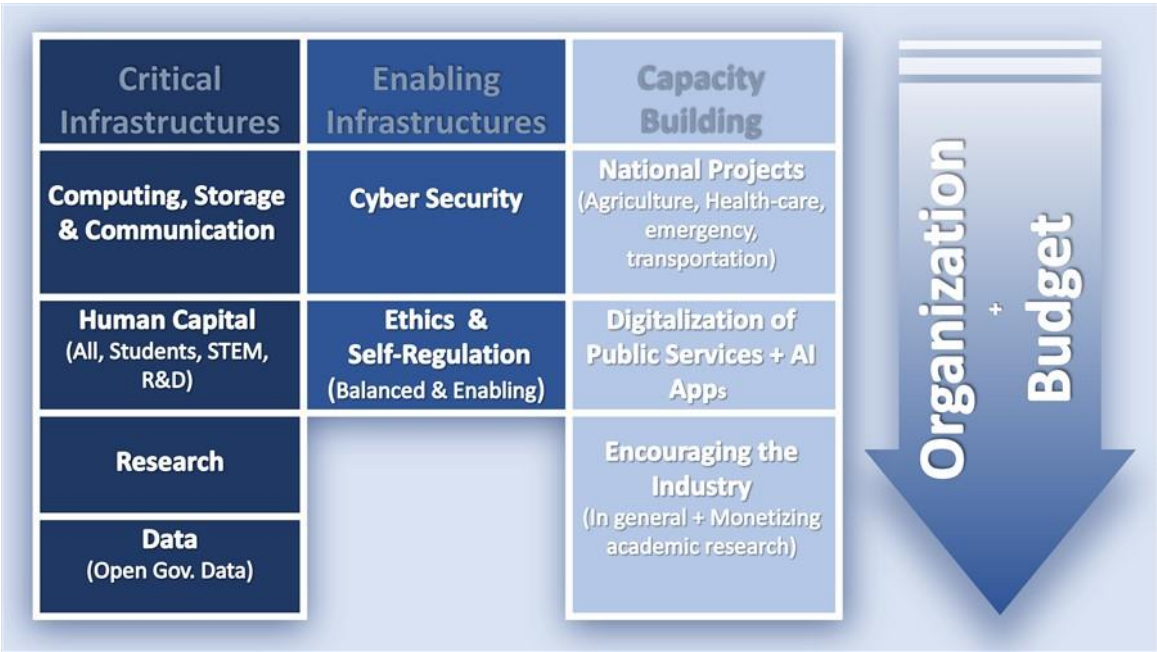 Critical
Infrastructures
Enabling
Infrastructures
Capacity
Building
Computing, Storage
& Communication
Cyber Security
National Projects
(Agriculture, Health-care,
emergency,
transportation)
Human Capital
(All, Students, STEM,
R&D)
Ethics &
Self-Regulation
(Balanced & Enabling)
Digitalization of
Public Services + AI
Apps
Research
Encouraging the
Industry
(In general + Monetizing
academic research)
Data
(Open Gov. Data)
Organization
+
Budget